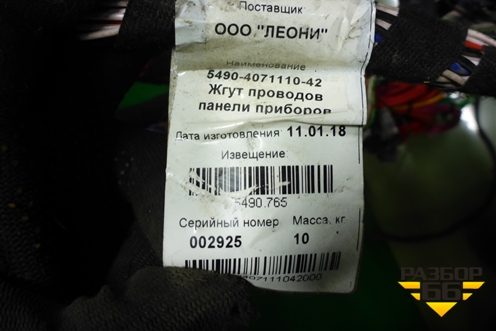 Поставщик
ООО "ЛЕОНИ"
Наименование
5490-4071110-42
Жгут проводов
панели приборов
Дата изготовления: 11.01.18
Извещение:
5490.765
Серийный номер Масса, кг
002925 10
07111042000
РАЗБОР
66